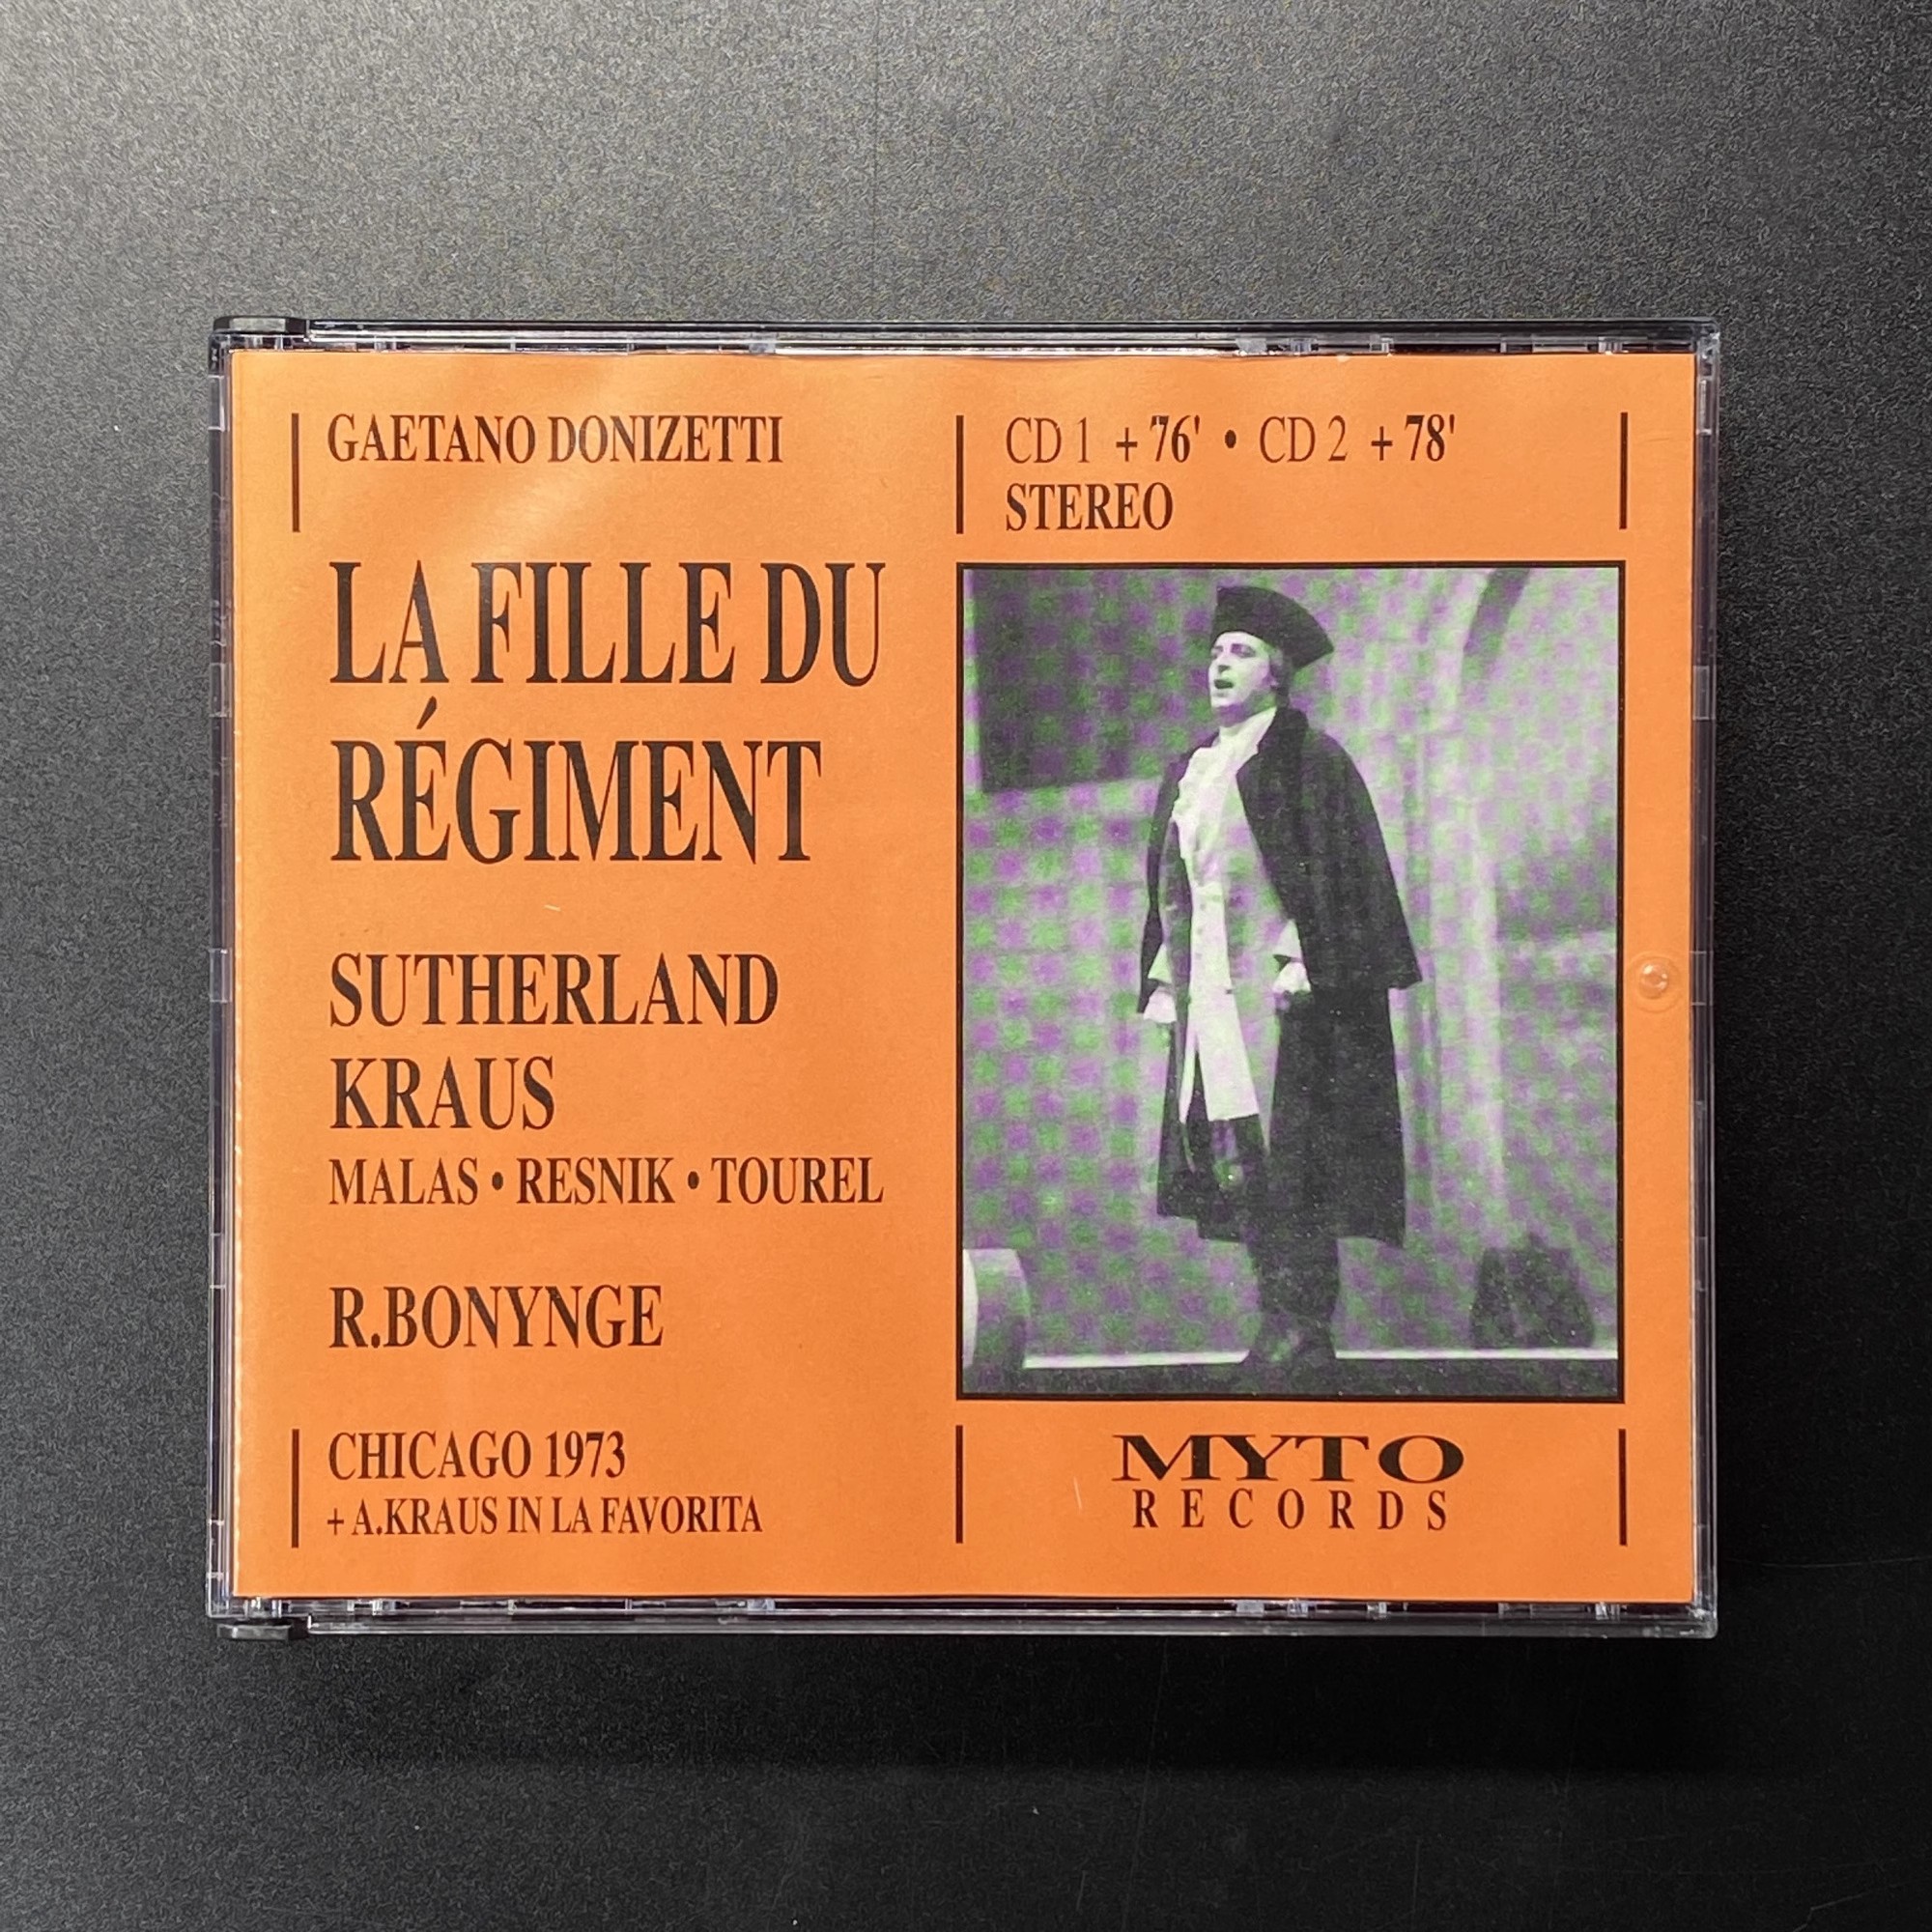 GAETANO DONIZETTI
CD 1 + 76' • CD 2 + 78'
STEREO
LA FILLE DU
RÉGIMENT
SUTHERLAND
KRAUS
MALAS • RESNIK • TOUREL
R.BONYNGE
CHICAGO 1973
+ A.KRAUS IN LA FAVORITA
MYTO
RECORDS